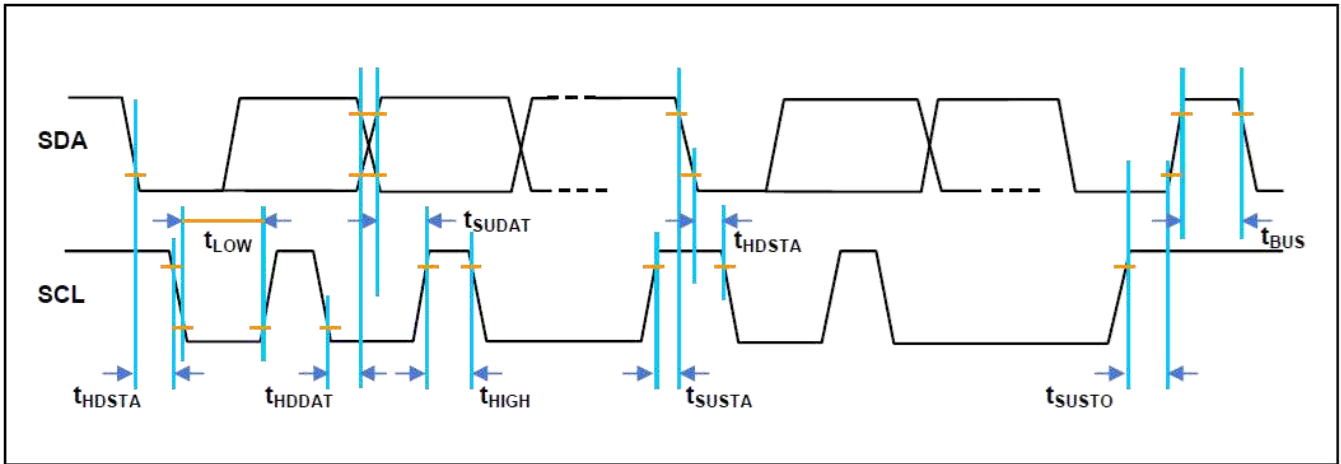 SDA
tSUDAT
tLOW
tHDSTA
tBUS
SCL
tHDSTA
tHDDAT
tHIGH
tSUSTA
tSUSTO